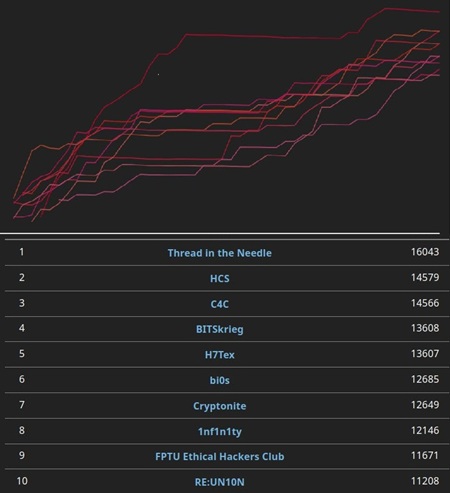 1 Thread in the Needle 16043
2 HCS 14579
3 C4C 14566
4 BITSkrieg 13608
5 H7Tex 13607
6 bi0s 12685
7 Cryptonite 12649
8 1nf1n1ty 12146
9 FPTU Ethical Hackers Club 11671
10 RE:UN10N 11208